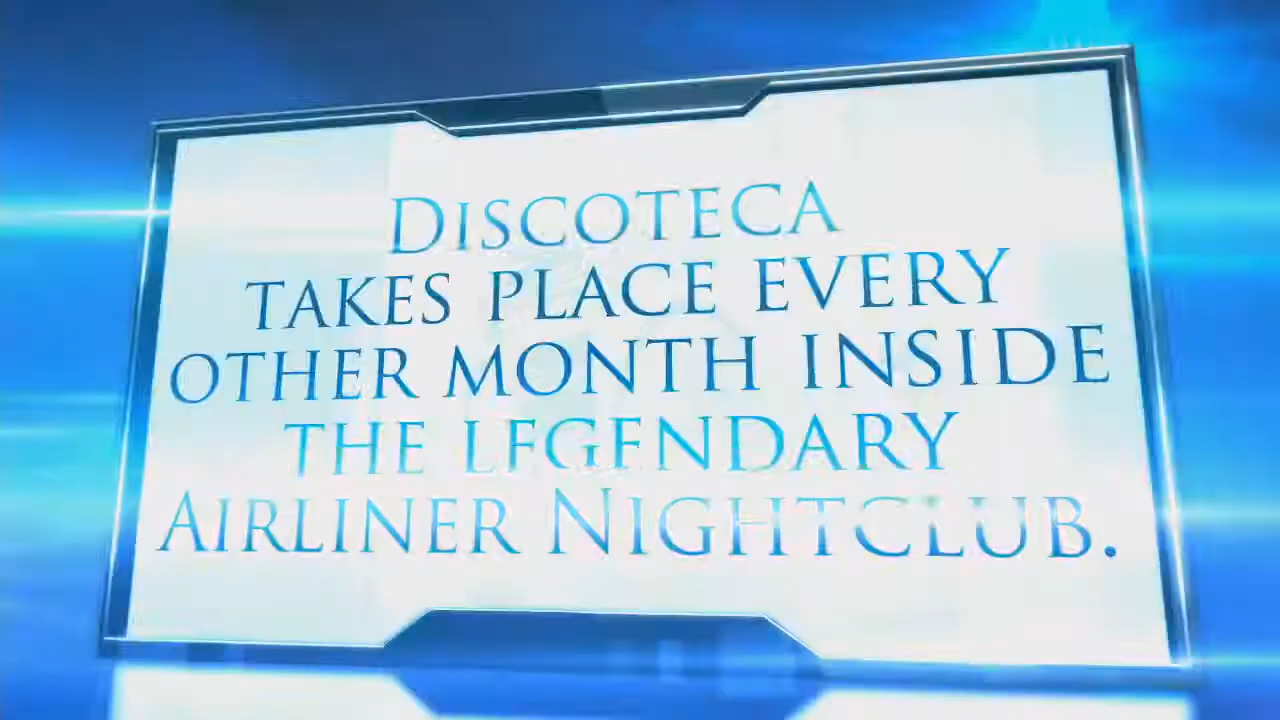 DISCOTECA
TAKES PLACE EVERY
OTHER MONTH INSIDE
THE LEGENDARY
AIRLINER NIGHTCLUB.